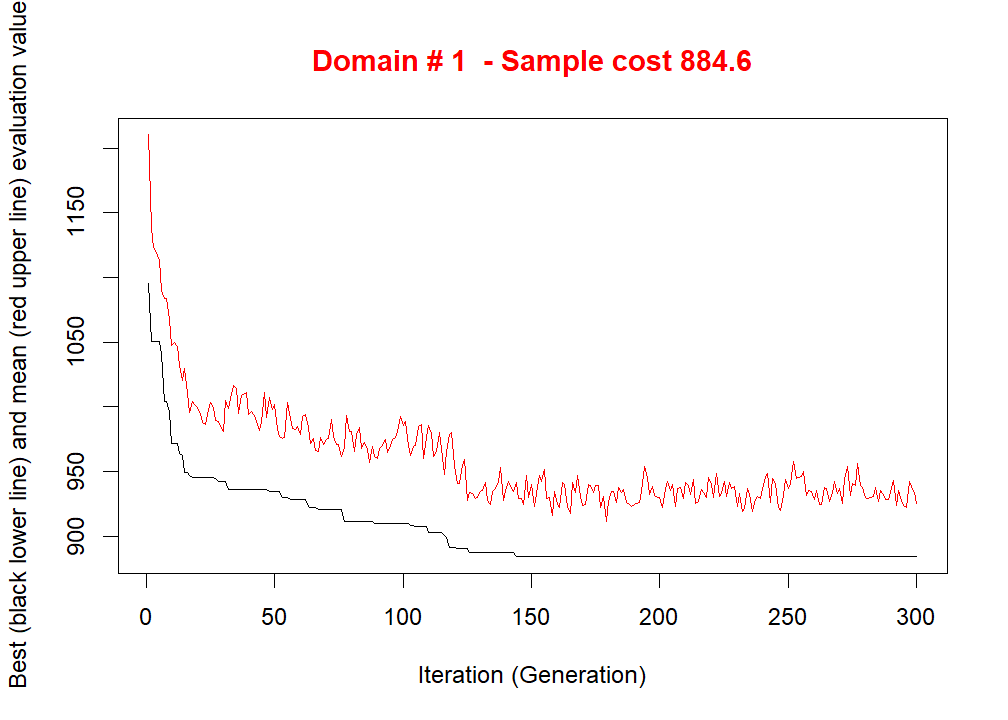 Domain # 1  - Sample cost 884.6
Best (black lower line) and mean (red upper line) evaluation value
1150
1050
950
900
0 50 100 150 200 250 300
Iteration (Generation)